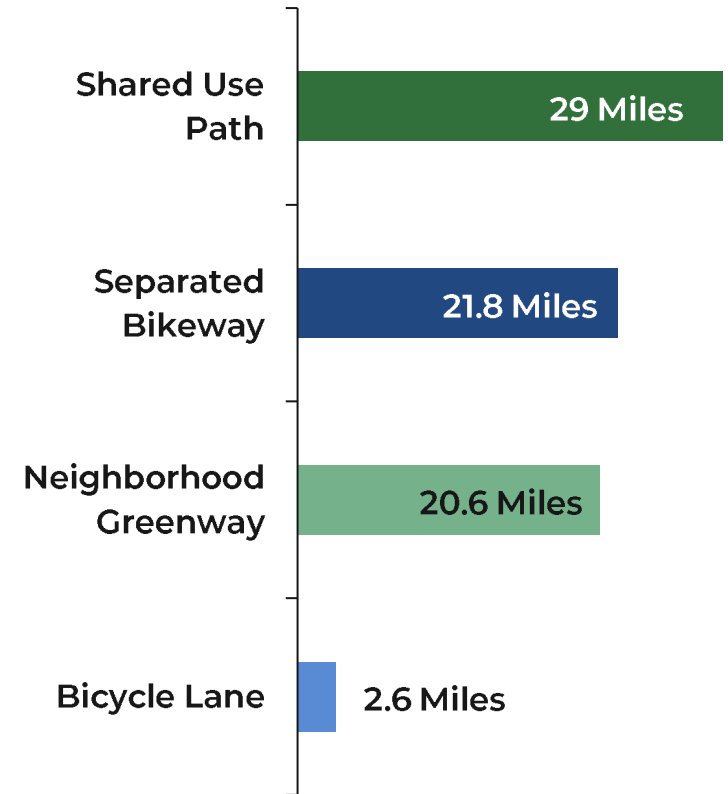 Shared Use
Path
29 Miles
Separated
Bikeway
21.8 Miles
Neighborhood
Greenway
20.6 Miles
Bicycle Lane
2.6 Miles